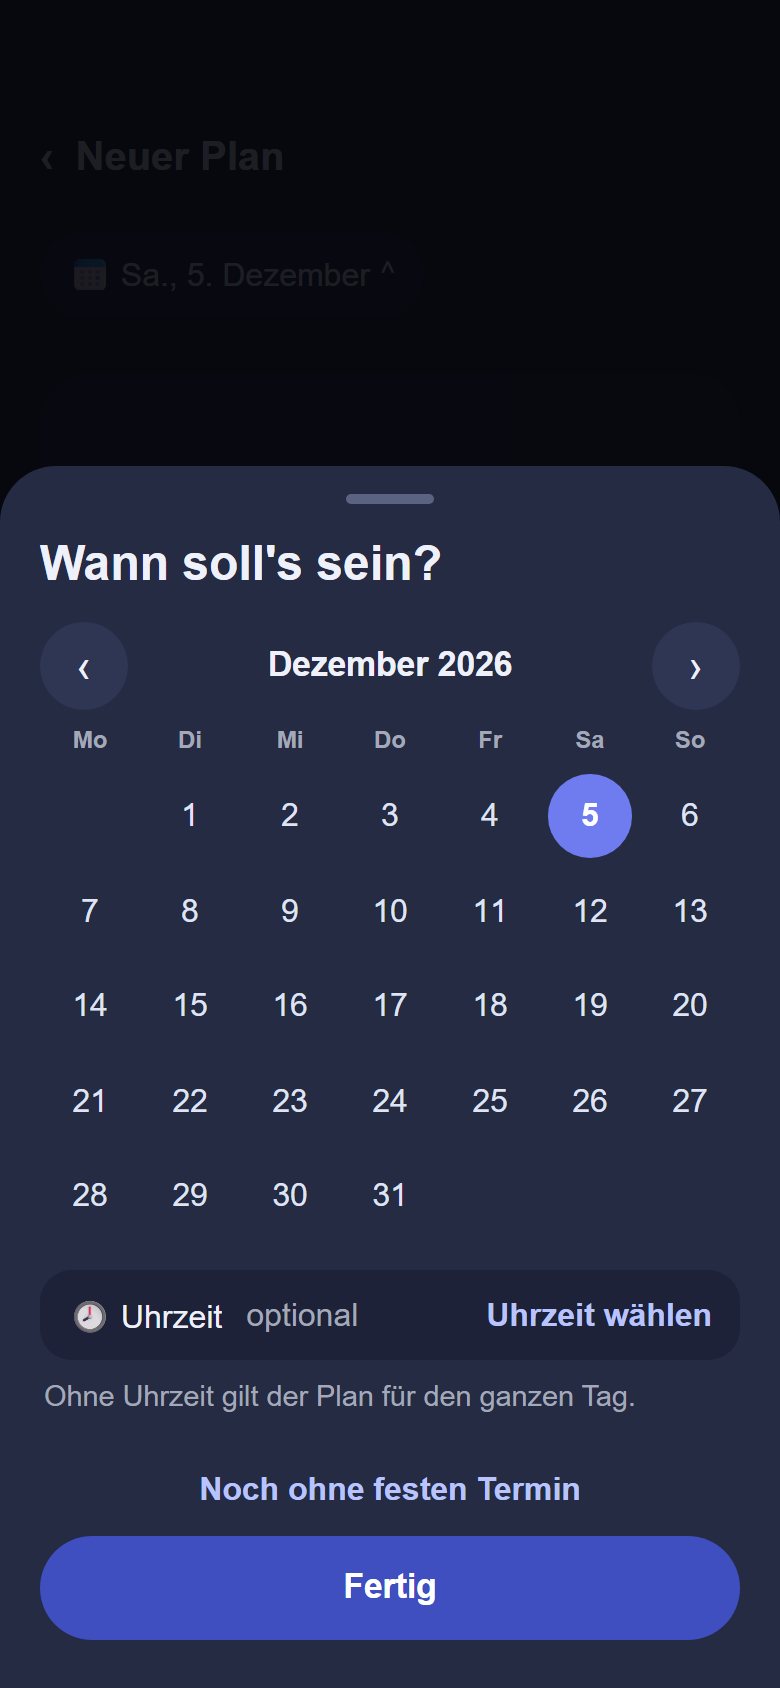 ‹ Neuer Plan
Sa., 5. Dezember ^
Wann soll's sein?
‹ Dezember 2026 ›
Mo Di Mi Do Fr Sa So
1 2 3 4 5 6
7 8 9 10 11 12 13
14 15 16 17 18 19 20
21 22 23 24 25 26 27
28 29 30 31
Uhrzeit optional Uhrzeit wählen
Ohne Uhrzeit gilt der Plan für den ganzen Tag.
Noch ohne festen Termin
Fertig